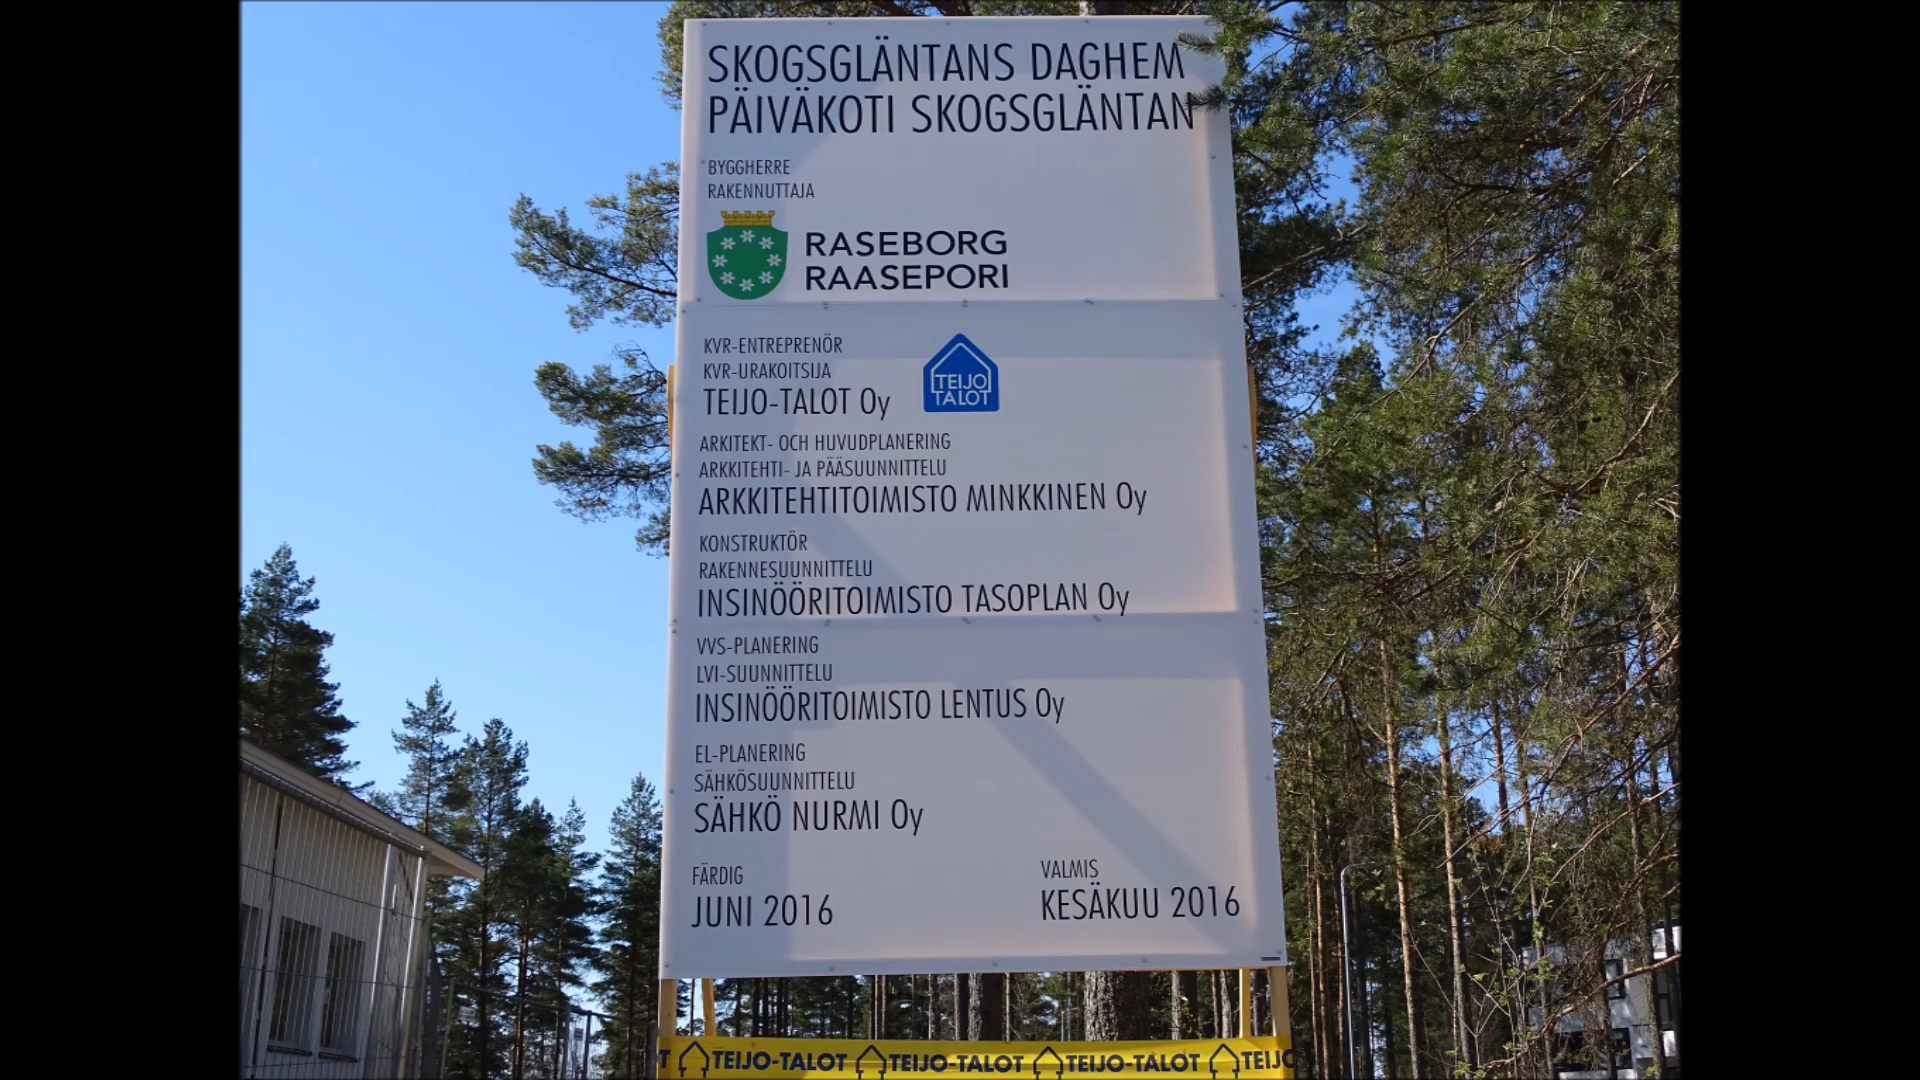 SKOGSGLÄNTANS DAGHEM
PÄIVÄKOTI SKOGSGLÄNTAN
BYGGHERRE
RAKENNUTTAJA
RASEBORG
RAASEPORI
KVR-ENTREPRENÖR
KVR-URAKOITSIJA
TEIJO-TALOT Oy
TEIJO
TALOT
ARKITEKT- OCH HUVUDPLANERING
ARKKITEHTI- JA PÄÄSUUNNITTELU
ARKKITEHTITOIMISTO MINKKINEN Oy
KONSTRUKTÖR
RAKENNESUUNNITTELU
INSINÖÖRITOIMISTO TASOPLAN Oy
VVS-PLANERING
LVI-SUUNNITTELU
INSINÖÖRITOIMISTO LENTUS Oy
EL-PLANERING
SÄHKÖSUUNNITTELU
SÄHKÖ NURMI Oy
FÄRDIG
JUNI 2016
VALMIS
KESÄKUU 2016
T TEIJO-TALOT TEIJO-TALOT TEIJO-TALOT TEIJO